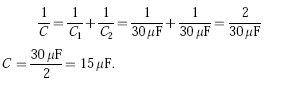 1/C = 1/C₁ + 1/C₂ = 1/30 μF + 1/30 μF = 2/30 μF
C = 30 μF/2 = 15 μF.